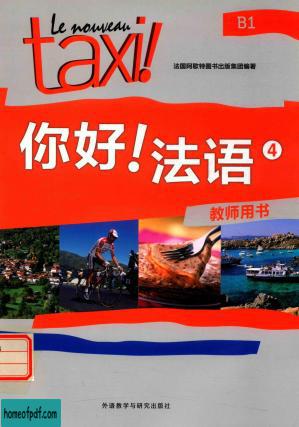 Le nouveau
taxi!
B1
法国阿歇特图书出版集团编著
你好!法语 4
教师用书
外语教学与研究出版社
homeofpdf.com
homeofpdf.com